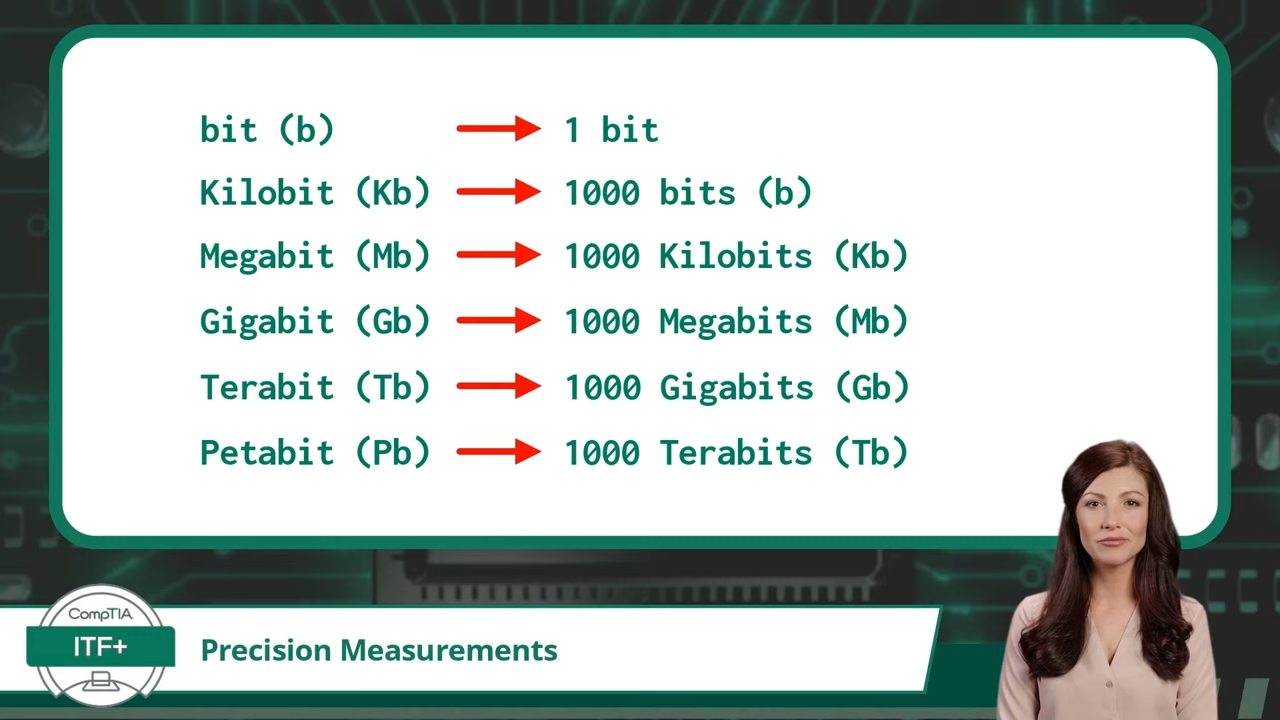 bit (b) 1 bit
Kilobit (Kb) 1000 bits (b)
Megabit (Mb) 1000 Kilobits (Kb)
Gigabit (Gb) 1000 Megabits (Mb)
Terabit (Tb) 1000 Gigabits (Gb)
Petabit (Pb) 1000 Terabits (Tb)
CompTIA.
ITF+
Precision Measurements